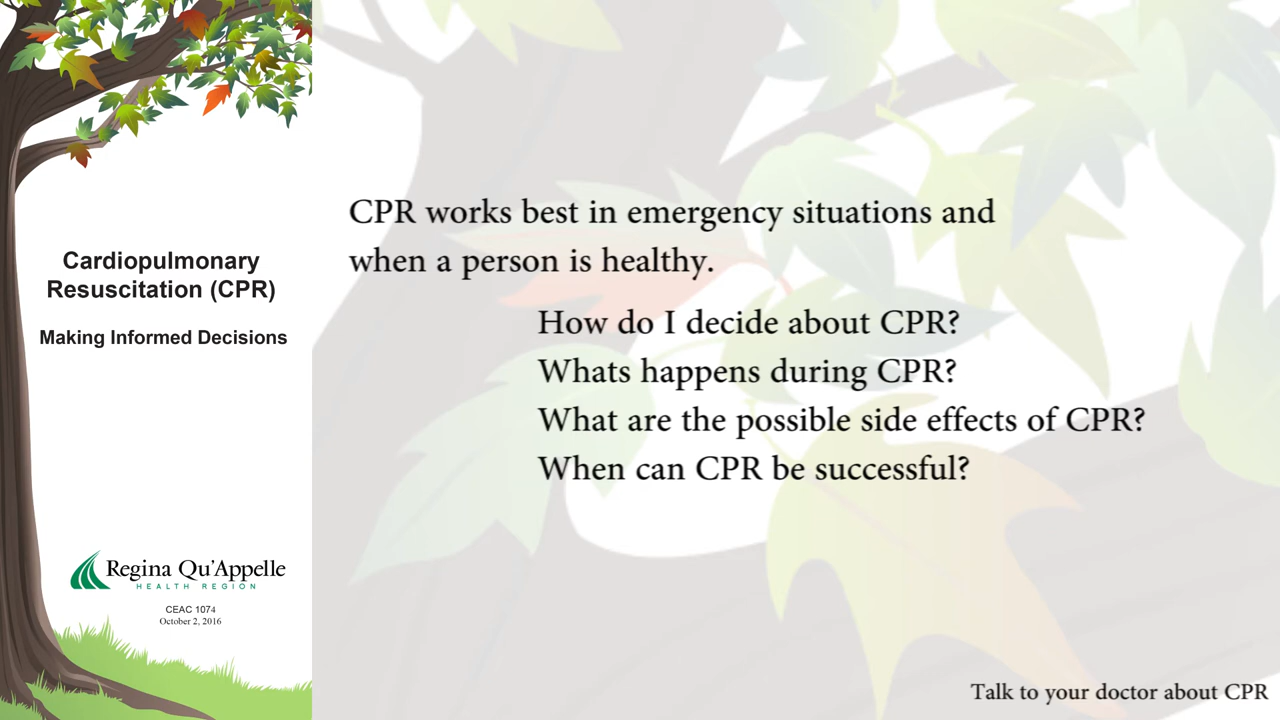 Cardiopulmonary
Resuscitation (CPR)
Making Informed Decisions
Regina Qu'Appelle
HEALTH REGION
CEAC 1074
October 2, 2016
CPR works best in emergency situations and
when a person is healthy.
How do I decide about CPR?
Whats happens during CPR?
What are the possible side effects of CPR?
When can CPR be successful?
Talk to your doctor about CPR